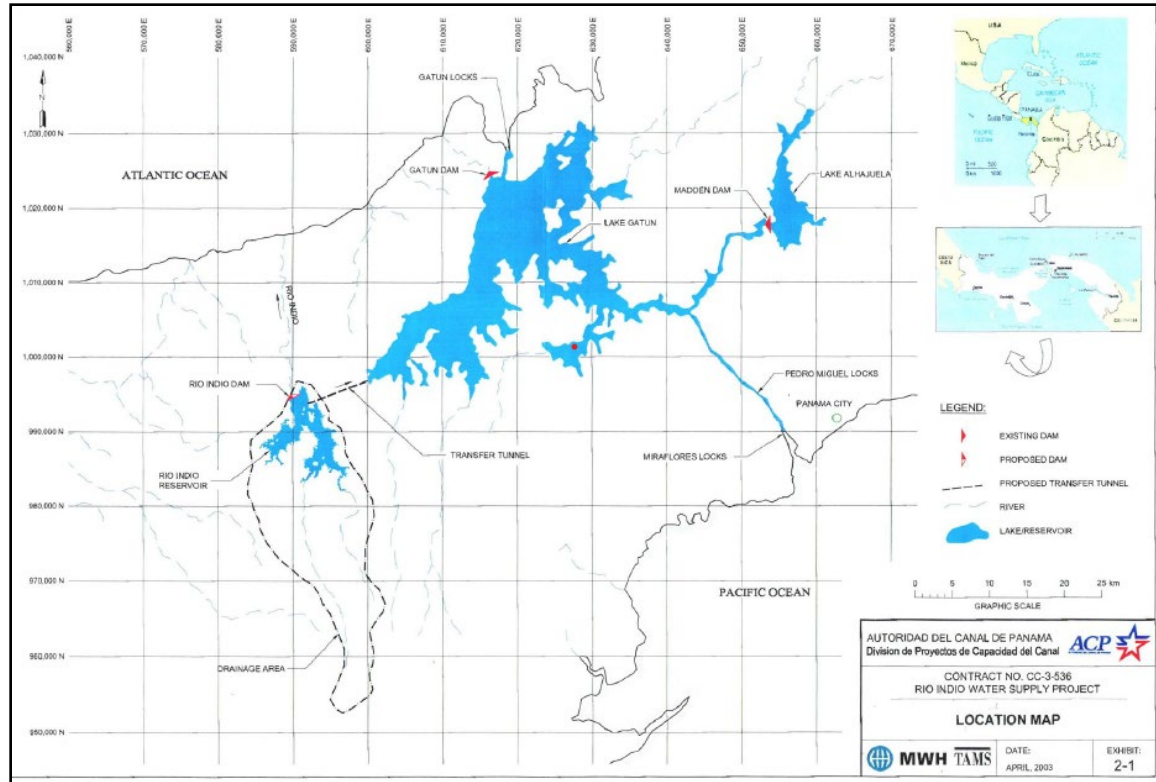 560,000 E
570,000 E
580,000 E
590,000 E
600,000 E
610,000 E
620,000 E
630,000 E
640,000 E
650,000 E
660,000 E
670,000 E
1,040,000 N
1,030,000 N
1,020,000 N
1,010,000 N
1,000,000 N
990,000 N
980,000 N
970,000 N
960,000 N
950,000 N
N
GATUN LOCKS
ATLANTIC OCEAN
GATUN DAM
MADDEN DAM
LAKE ALHAJUELA
LAKE GATUN
RIO INDIO
RIO INDIO DAM
PEDRO MIGUEL LOCKS
PANAMA CITY
TRANSFER TUNNEL
MIRAFLORES LOCKS
RIO INDIO
RESERVOIR
PACIFIC OCEAN
DRAINAGE AREA
USA
Mexico
Cuba
ATLANTIC
OCEAN
CARIBBEAN
SEA
PANAMA
Costa Rica
PACIFIC
OCEAN
Panama
Colombia
LEGEND:
EXISTING DAM
PROPOSED DAM
PROPOSED TRANSFER TUNNEL
RIVER
LAKE/RESERVOIR
0 5 10 15 20 25 km
GRAPHIC SCALE
AUTORIDAD DEL CANAL DE PANAMA
Division de Proyectos de Capacidad del Canal
ACP
CONTRACT NO. CC-3-536
RIO INDIO WATER SUPPLY PROJECT
LOCATION MAP
MWH TAMS
DATE:
APRIL, 2003
EXHIBIT:
2-1